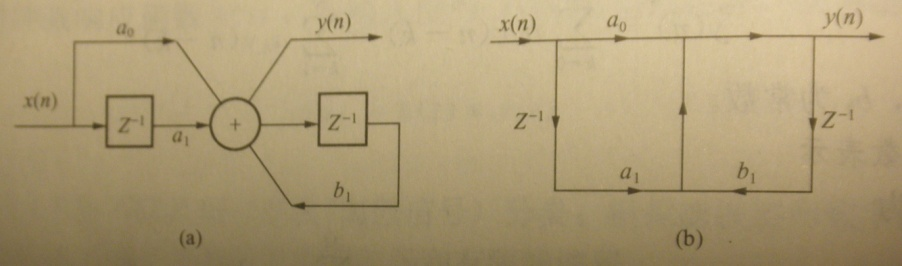 x(n)
a₀
y(n)
Z⁻¹
a₁
+
Z⁻¹
b₁
(a)
x(n)
a₀
y(n)
Z⁻¹
Z⁻¹
a₁
b₁
(b)